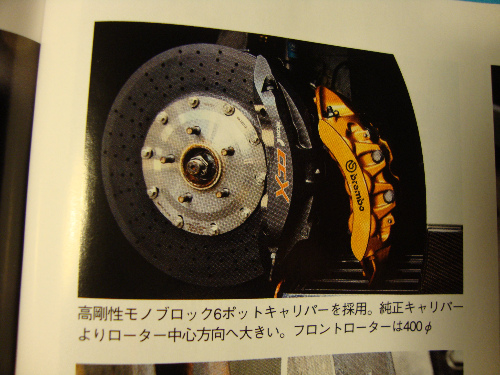 ESX
brembo
高剛性モノブロック6ポットキャリパーを採用。純正キャリパー
よりローター中心方向へ大きい。フロントローターは400φ